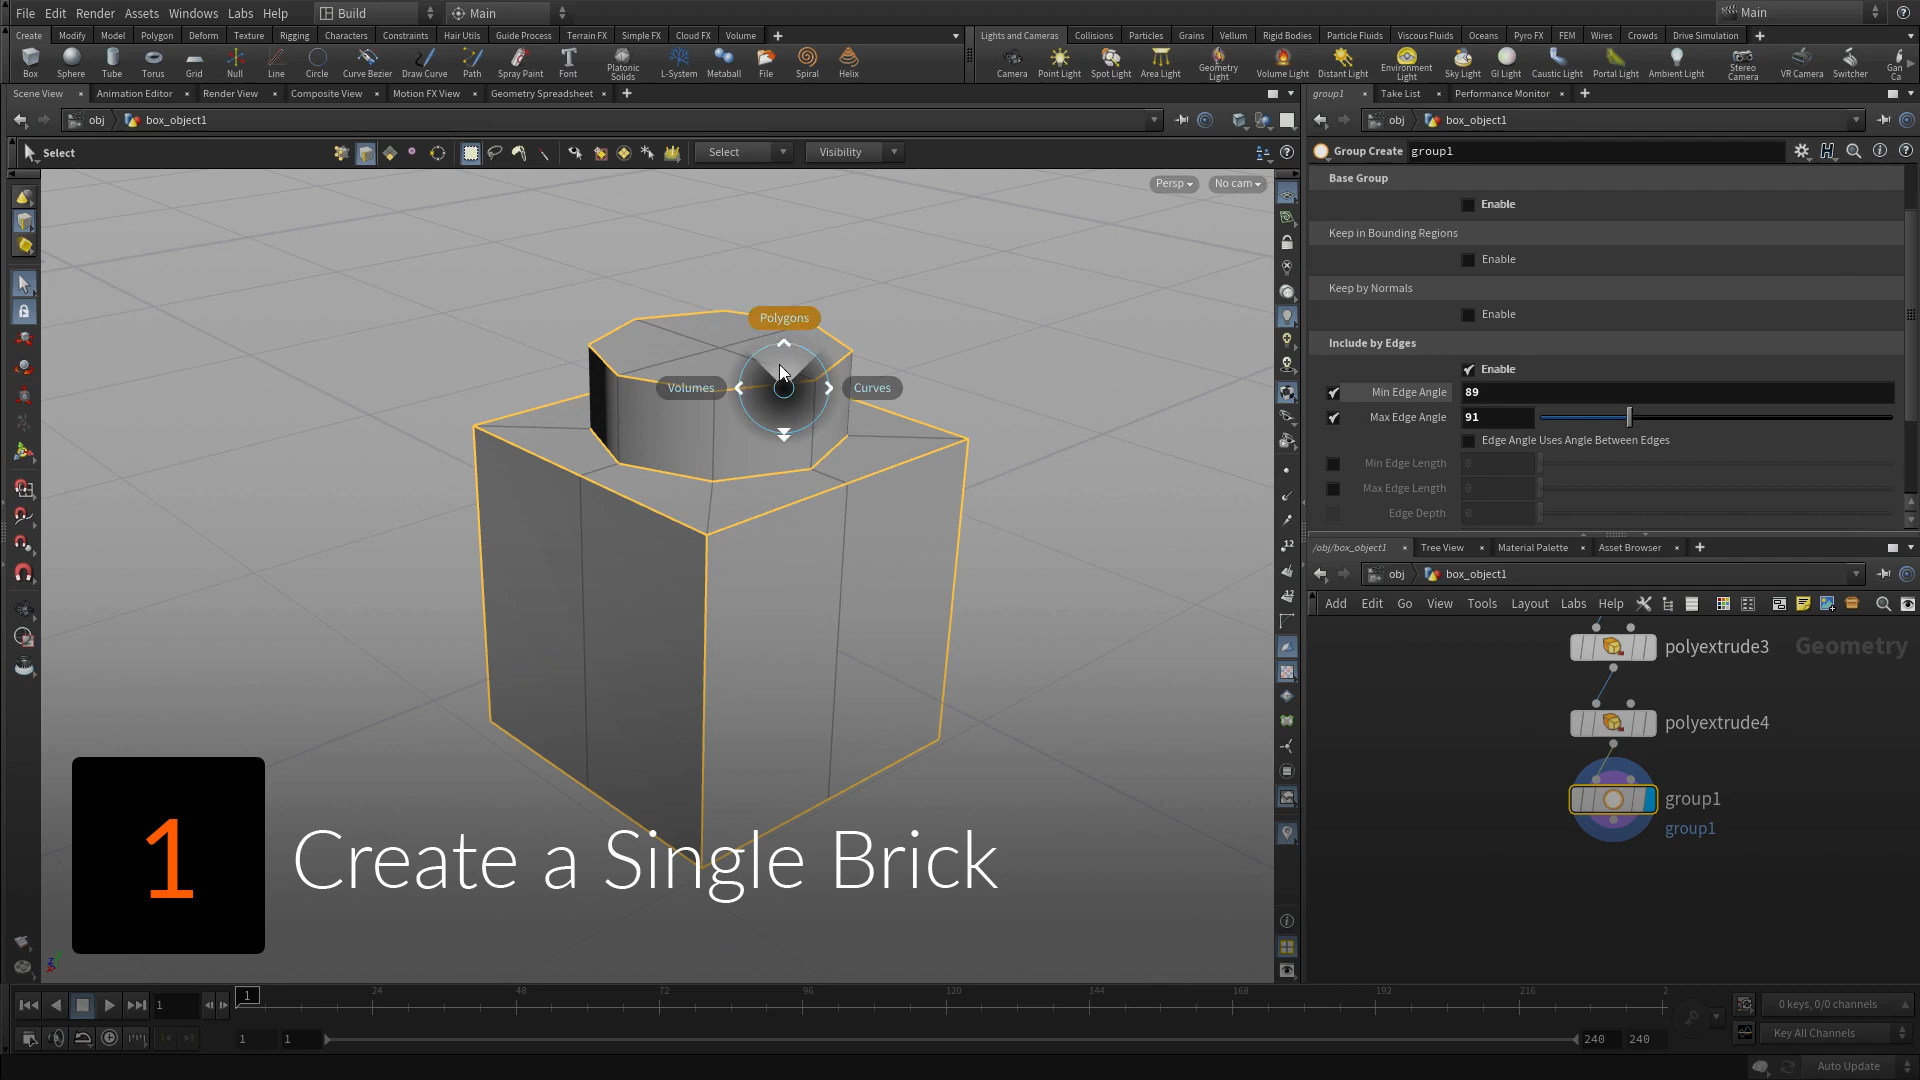 File Edit Render Assets Windows Labs Help Build Main Main
Create Modify Model Polygon Deform Texture Rigging Characters Constraints Hair Utils Guide Process Terrain FX Simple FX Cloud FX Volume
Lights and Cameras Collisions Particles Grains Vellum Rigid Bodies Particle Fluids Viscous Fluids Oceans Pyro FX FEM Wires Crowds Drive Simulation
Box Sphere Tube Torus Grid Null Line Circle Curve Bezier Draw Curve Path Spray Paint Font Platonic Solids L-System Metaball File Spiral Helix
Camera Point Light Spot Light Area Light Geometry Light Volume Light Distant Light Environment Light Sky Light GI Light Caustic Light Portal Light Ambient Light Stereo Camera VR Camera Switcher Gan Ca
Scene View Animation Editor Render View Composite View Motion FX View Geometry Spreadsheet
group1 Take List Performance Monitor
obj box_object1
obj box_object1
Select Select Visibility
Group Create group1
Persp No cam
Base Group
Enable
Keep in Bounding Regions
Enable
Keep by Normals
Enable
Include by Edges
Enable
Min Edge Angle 89
Max Edge Angle 91
Edge Angle Uses Angle Between Edges
Min Edge Length 0
Max Edge Length 0
Edge Depth 0
Polygons
Volumes Curves
/obj/box_object1 Tree View Material Palette Asset Browser
obj box_object1
Add Edit Go View Tools Layout Labs Help
polyextrude3 Geometry
polyextrude4
group1
group1
12
12
1 Create a Single Brick
1 1 24 48 72 96 120 144 168 192 216 2
0 keys, 0/0 channels
1 1 240 240 Key All Channels
Auto Update